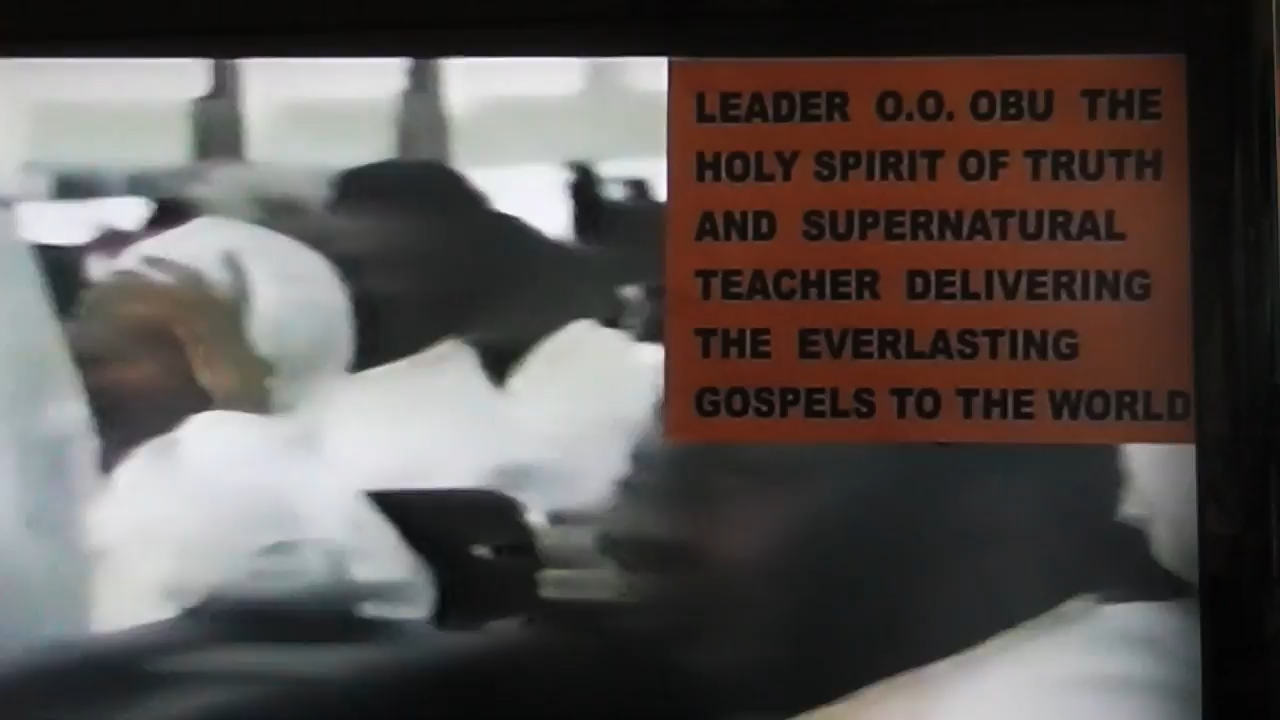 LEADER O.O. OBU THE
HOLY SPIRIT OF TRUTH
AND SUPERNATURAL
TEACHER DELIVERING
THE EVERLASTING
GOSPELS TO THE WORLD